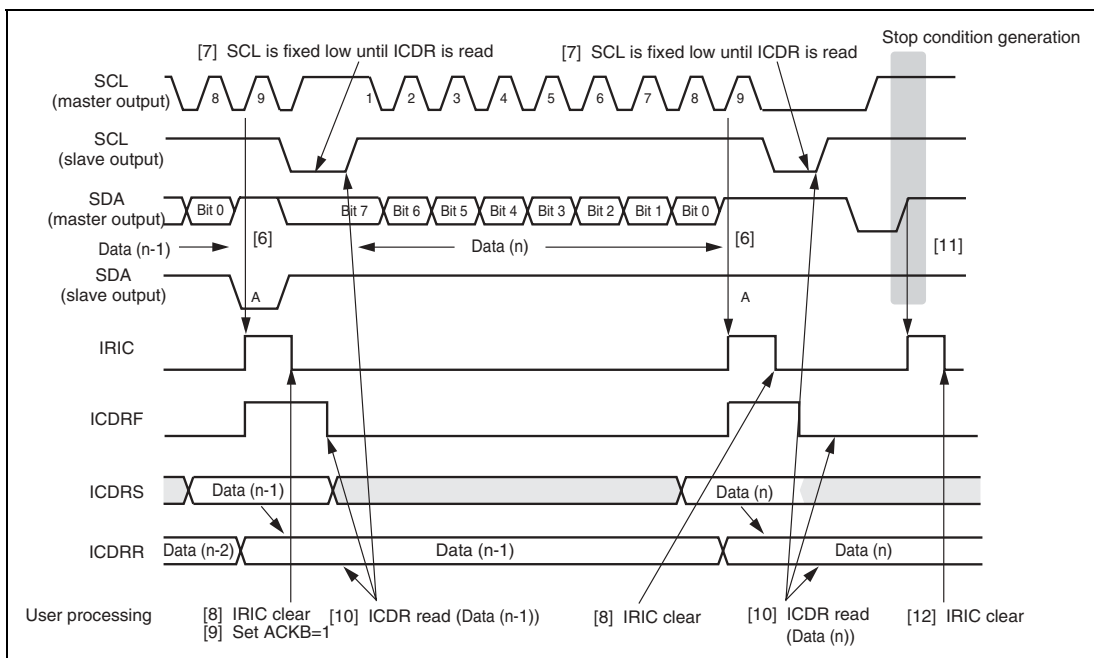 [7] SCL is fixed low until ICDR is read
[7] SCL is fixed low until ICDR is read
Stop condition generation
SCL
(master output)
8 9 1 2 3 4 5 6 7 8 9
SCL
(slave output)
SDA
(master output)
Bit 0 Bit 7 Bit 6 Bit 5 Bit 4 Bit 3 Bit 2 Bit 1 Bit 0
Data (n-1) [6] Data (n) [6] [11]
SDA
(slave output)
A A
IRIC
ICDRF
ICDRS
Data (n-1) Data (n)
ICDRR
Data (n-2) Data (n-1) Data (n)
User processing
[8] IRIC clear
[9] Set ACKB=1
[10] ICDR read (Data (n-1))
[8] IRIC clear
[10] ICDR read
(Data (n))
[12] IRIC clear